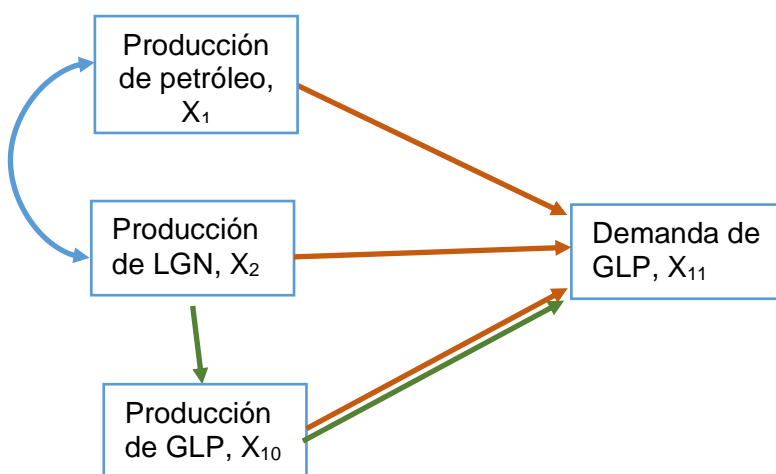 Producción
de petróleo,
X₁
Producción
de LGN, X₂
Demanda de
GLP, X₁₁
Producción
de GLP, X₁₀